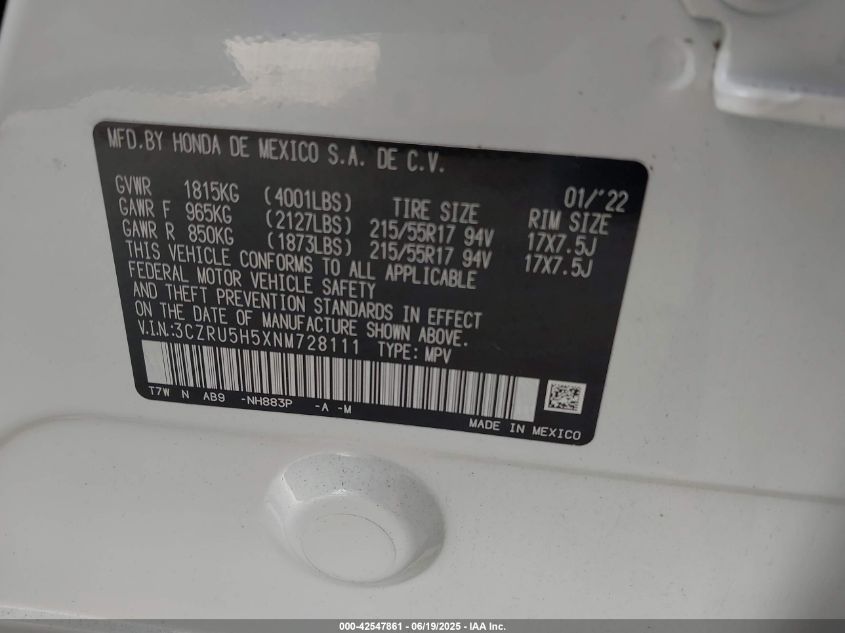 MFD.BY HONDA DE MEXICO S.A. DE C.V.
01/'22
GVWR 1815KG (4001LBS) TIRE SIZE RIM SIZE
GAWR F 965KG (2127LBS) 215/55R17 94V 17X7.5J
GAWR R 850KG (1873LBS) 215/55R17 94V 17X7.5J
THIS VEHICLE CONFORMS TO ALL APPLICABLE
FEDERAL MOTOR VEHICLE SAFETY
AND THEFT PREVENTION STANDARDS IN EFFECT
ON THE DATE OF MANUFACTURE SHOWN ABOVE.
V.I.N.:3CZRU5H5XNM728111 TYPE: MPV
T7W N AB9 -NH883P -A -M
MADE IN MEXICO
000-42547861 - 06/19/2025 - IAA Inc.